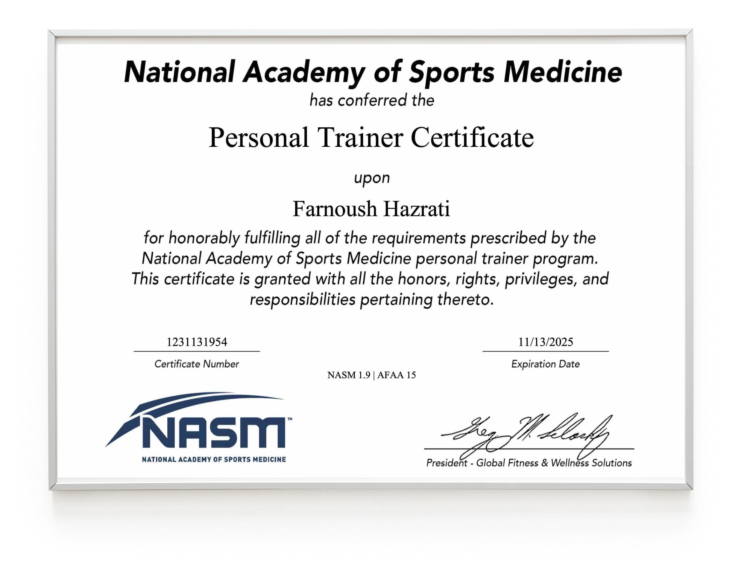 National Academy of Sports Medicine
has conferred the
Personal Trainer Certificate
upon
Farnoush Hazrati
for honorably fulfilling all of the requirements prescribed by the
National Academy of Sports Medicine personal trainer program.
This certificate is granted with all the honors, rights, privileges, and
responsibilities pertaining thereto.
1231131954
Certificate Number
11/13/2025
Expiration Date
NASM 1.9 | AFAA 15
NASM™
NATIONAL ACADEMY OF SPORTS MEDICINE
President - Global Fitness & Wellness Solutions